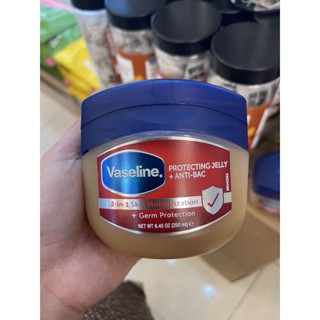 Vaseline.
PROTECTING JELLY
+ ANTI-BAC
2-in-1 Skin Moisturization
+ Germ Protection
NET WT 8.45 OZ (250 ml) ℮